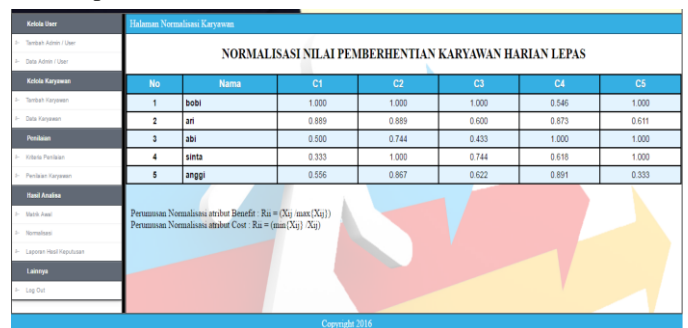 Kelola User
Tambah Admin / User
Data Admin / User
Kelola Karyawan
Tambah Karyawan
Data Karyawan
Penilaian
Kriteria Penilaian
Penilaian Karyawan
Hasil Analisa
Matrik Awal
Normalisasi
Laporan Hasil Keputusan
Lainnya
Log Out
Halaman Normalisasi Karyawan
NORMALISASI NILAI PEMBERHENTIAN KARYAWAN HARIAN LEPAS
No Nama C1 C2 C3 C4 C5
1 bobi 1.000 1.000 1.000 0.546 1.000
2 ari 0.889 0.889 0.600 0.873 0.611
3 abi 0.500 0.744 0.433 1.000 1.000
4 sinta 0.333 1.000 0.744 0.618 1.000
5 anggi 0.556 0.867 0.622 0.891 0.333
Perumusan Normalisasi atribut Benefit : Rii = (Xij /max{Xij})
Perumusan Normalisasi atribut Cost : Rii = (min{Xij} /Xij)
Copyright 2016